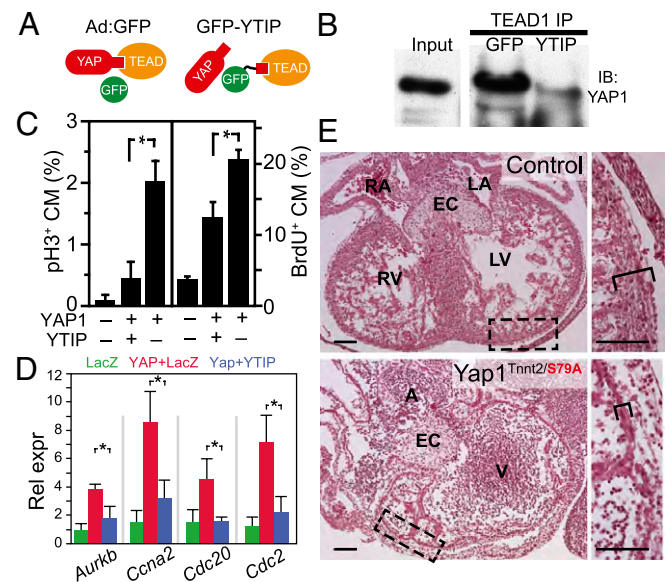 A
Ad:GFP
GFP-YTIP
YAP
TEAD
GFP
YAP
GFP
TEAD
B
TEAD1 IP
Input
GFP
YTIP
IB:
YAP1
C
pH3+ CM (%)
3
2
1
0
*
*
BrdU+ CM (%)
20
10
0
YAP1 – + + – + +
YTIP – + – – + –
D
LacZ
YAP+LacZ
Yap+YTIP
Rel expr
12
10
8
6
4
2
0
*
*
*
*
Aurkb
Ccna2
Cdc20
Cdc2
E
Control
RA
LA
EC
RV
LV
Yap1Tnnt2/S79A
A
EC
V